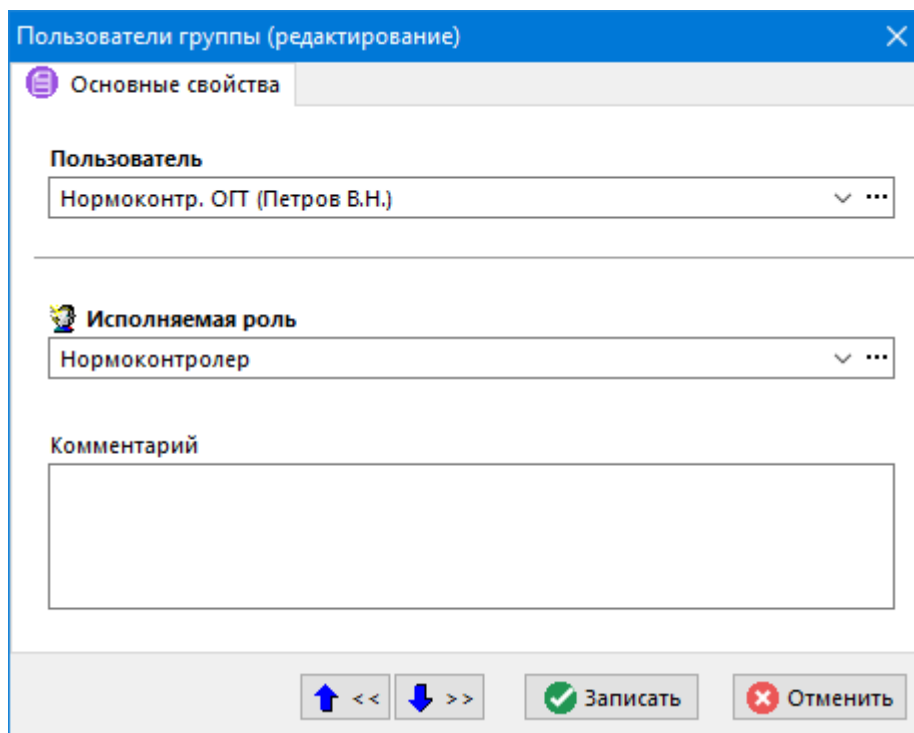 Пользователи группы (редактирование)
Основные свойства
Пользователь
Нормоконтр. ОГТ (Петров В.Н.)
Исполняемая роль
Нормоконтролер
Комментарий
<< >> Записать Отменить